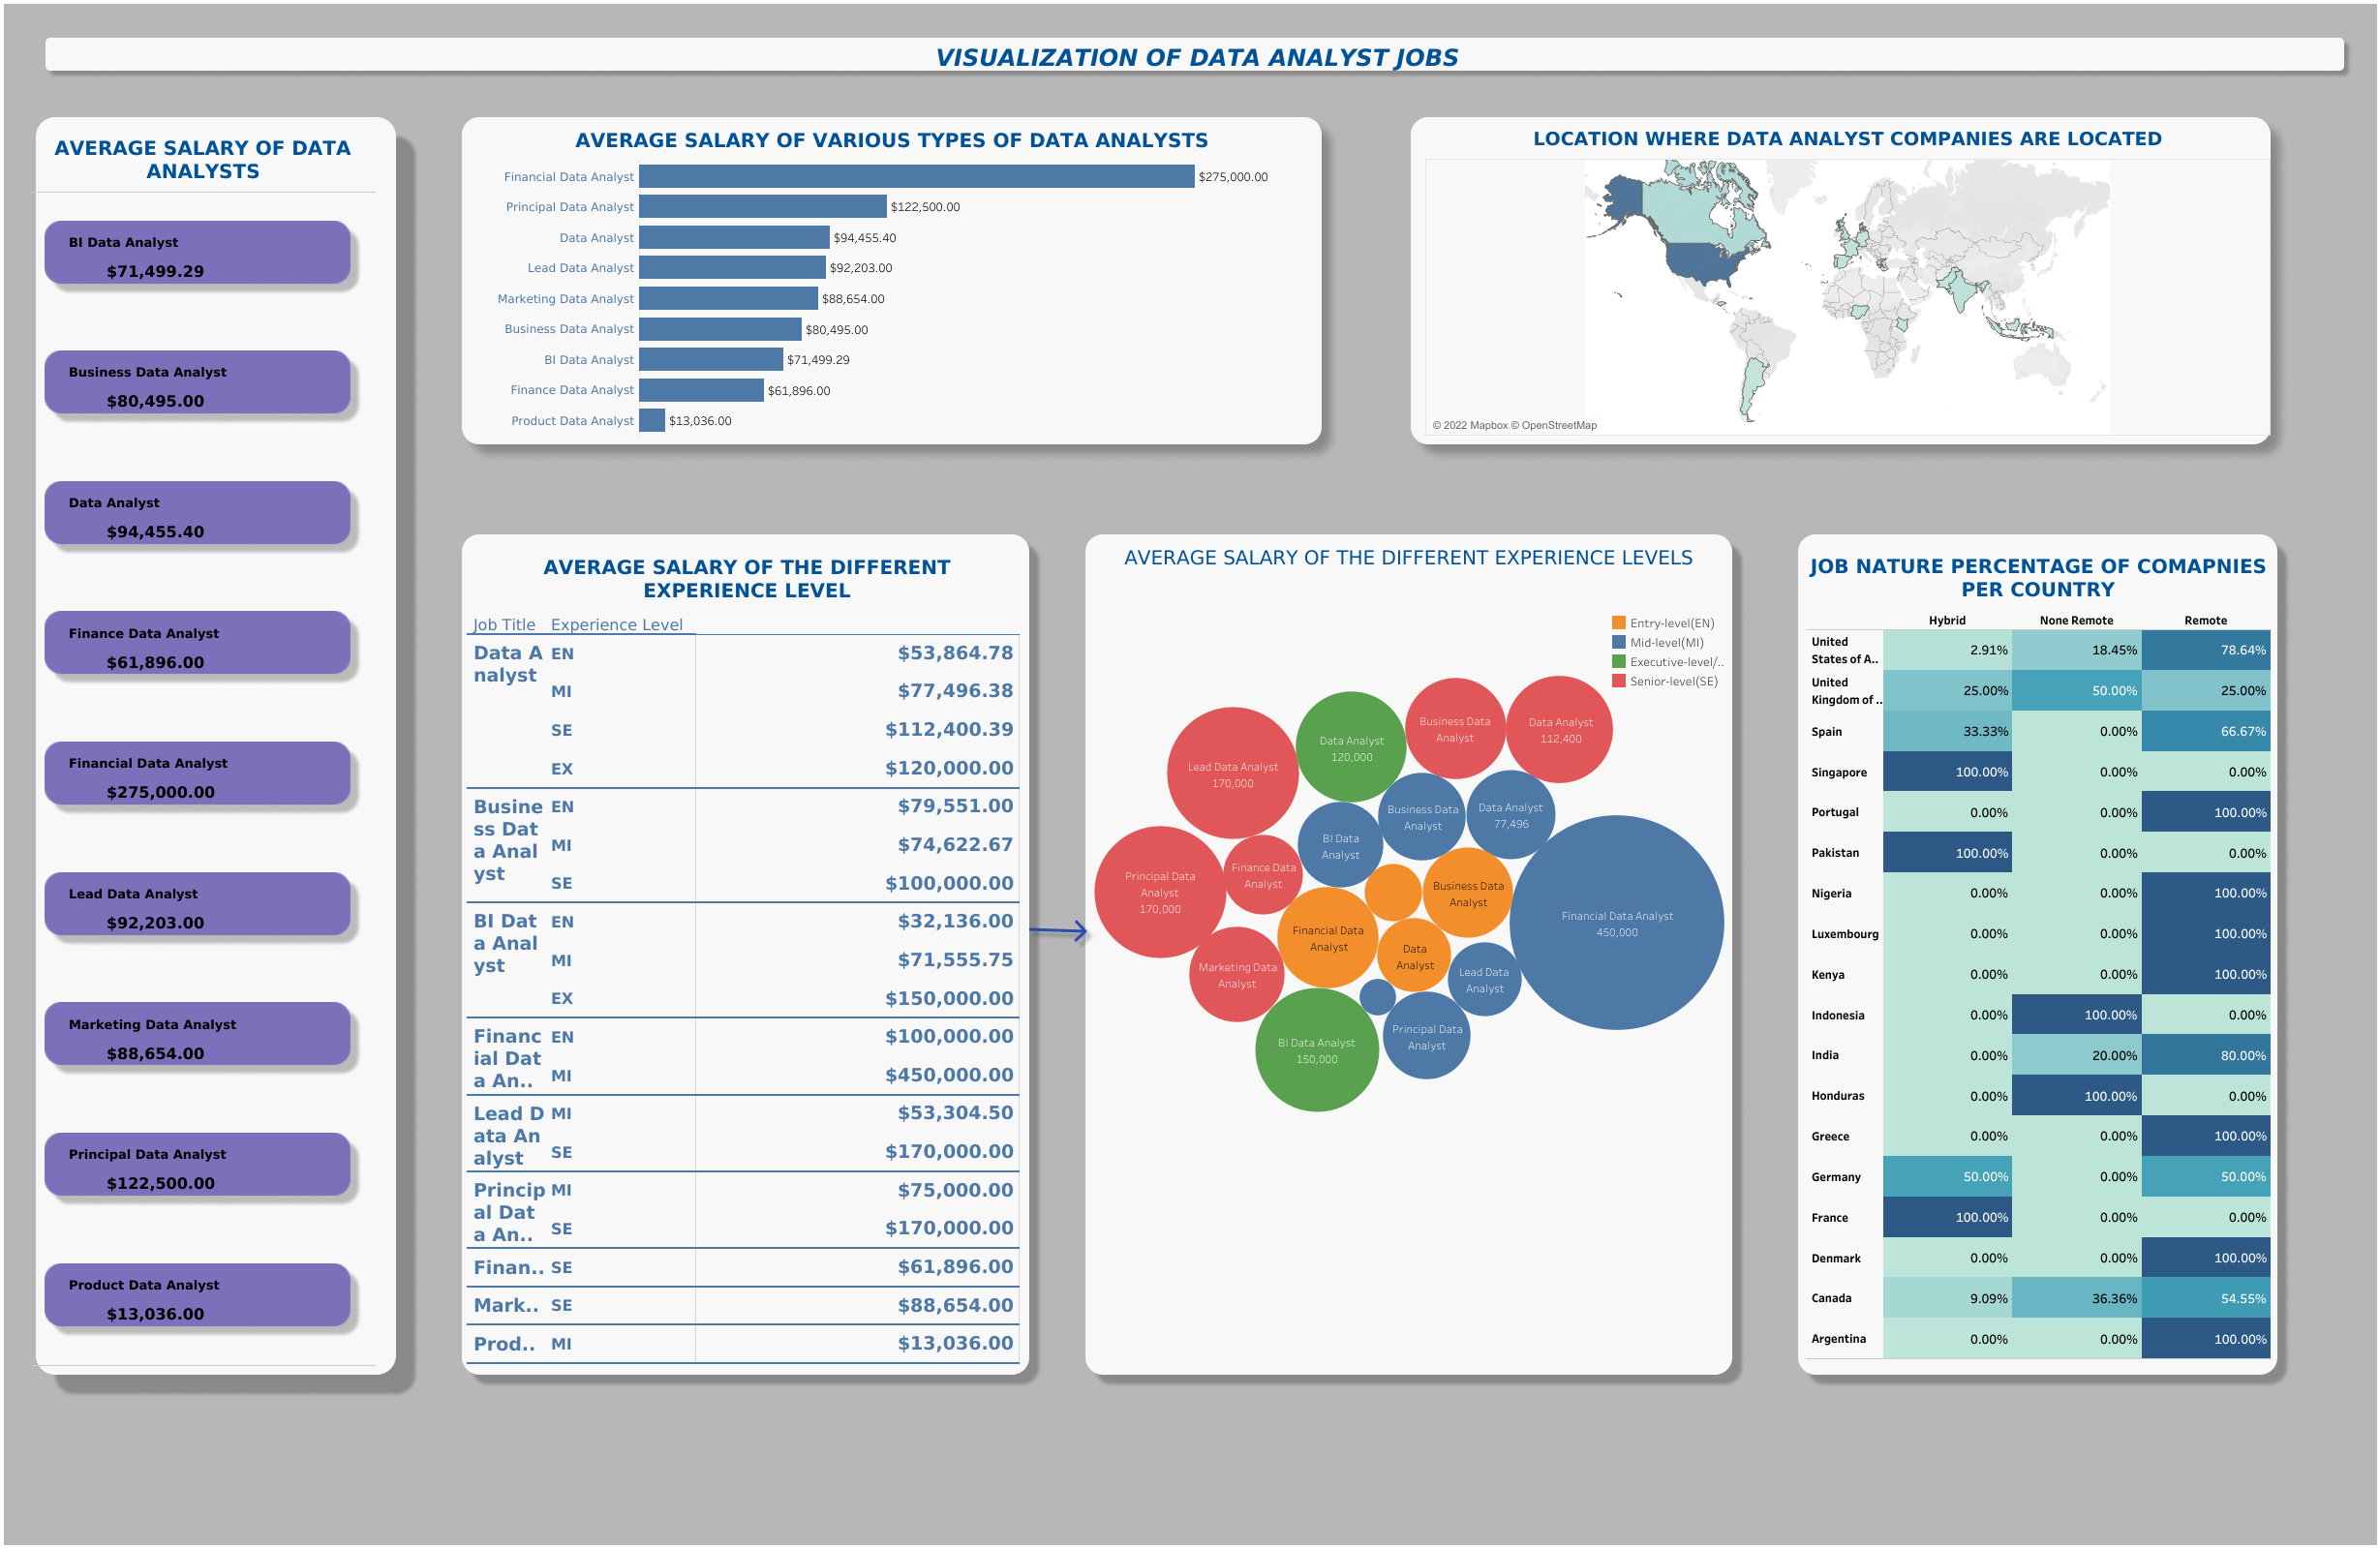 VISUALIZATION OF DATA ANALYST JOBS
AVERAGE SALARY OF DATA
ANALYSTS
BI Data Analyst
$71,499.29
Business Data Analyst
$80,495.00
Data Analyst
$94,455.40
Finance Data Analyst
$61,896.00
Financial Data Analyst
$275,000.00
Lead Data Analyst
$92,203.00
Marketing Data Analyst
$88,654.00
Principal Data Analyst
$122,500.00
Product Data Analyst
$13,036.00
AVERAGE SALARY OF VARIOUS TYPES OF DATA ANALYSTS
Financial Data Analyst $275,000.00
Principal Data Analyst $122,500.00
Data Analyst $94,455.40
Lead Data Analyst $92,203.00
Marketing Data Analyst $88,654.00
Business Data Analyst $80,495.00
BI Data Analyst $71,499.29
Finance Data Analyst $61,896.00
Product Data Analyst $13,036.00
LOCATION WHERE DATA ANALYST COMPANIES ARE LOCATED
© 2022 Mapbox © OpenStreetMap
AVERAGE SALARY OF THE DIFFERENT
EXPERIENCE LEVEL
Job Title Experience Level
Data A
nalyst
EN $53,864.78
MI $77,496.38
SE $112,400.39
EX $120,000.00
Busine
ss Dat
a Anal
yst
EN $79,551.00
MI $74,622.67
SE $100,000.00
BI Dat
a Anal
yst
EN $32,136.00
MI $71,555.75
EX $150,000.00
Financ
ial Dat
a An..
EN $100,000.00
MI $450,000.00
Lead D
ata An
alyst
MI $53,304.50
SE $170,000.00
Princip
al Dat
a An..
MI $75,000.00
SE $170,000.00
Finan.. SE $61,896.00
Mark.. SE $88,654.00
Prod.. MI $13,036.00
AVERAGE SALARY OF THE DIFFERENT EXPERIENCE LEVELS
Entry-level(EN)
Mid-level(MI)
Executive-level/..
Senior-level(SE)
Business Data
Analyst
Data Analyst
112,400
Data Analyst
120,000
Lead Data Analyst
170,000
Business Data
Analyst
Data Analyst
77,496
BI Data
Analyst
Finance Data
Analyst
Principal Data
Analyst
170,000
Business Data
Analyst
Financial Data Analyst
450,000
Financial Data
Analyst
Data
Analyst
Marketing Data
Analyst
Lead Data
Analyst
Principal Data
Analyst
BI Data Analyst
150,000
JOB NATURE PERCENTAGE OF COMAPNIES
PER COUNTRY
Hybrid None Remote Remote
United
States of A.. 2.91% 18.45% 78.64%
United
Kingdom of .. 25.00% 50.00% 25.00%
Spain 33.33% 0.00% 66.67%
Singapore 100.00% 0.00% 0.00%
Portugal 0.00% 0.00% 100.00%
Pakistan 100.00% 0.00% 0.00%
Nigeria 0.00% 0.00% 100.00%
Luxembourg 0.00% 0.00% 100.00%
Kenya 0.00% 0.00% 100.00%
Indonesia 0.00% 100.00% 0.00%
India 0.00% 20.00% 80.00%
Honduras 0.00% 100.00% 0.00%
Greece 0.00% 0.00% 100.00%
Germany 50.00% 0.00% 50.00%
France 100.00% 0.00% 0.00%
Denmark 0.00% 0.00% 100.00%
Canada 9.09% 36.36% 54.55%
Argentina 0.00% 0.00% 100.00%